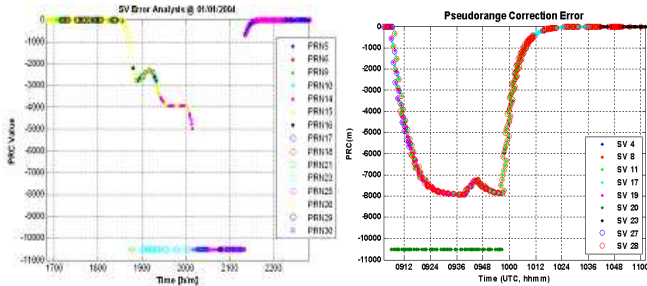 SV Error Analysis @ 01/01/2004
PRC Value
0
-1000
-2000
-3000
-4000
-5000
-6000
-7000
-8000
-9000
-10000
-11000
1700 1800 1900 2000 2100 2200
Time [h/m]
PRN5
PRN6
PRN9
PRN10
PRN14
PRN15
PRN16
PRN17
PRN18
PRN21
PRN23
PRN25
PRN26
PRN29
PRN30
Pseudorange Correction Error
PRC(m)
0
-1000
-2000
-3000
-4000
-5000
-6000
-7000
-8000
-9000
-10000
-11000
0912 0924 0936 0948 1000 1012 1024 1036 1048 1100
Time (UTC, hhmm)
SV 4
SV 8
SV 11
SV 17
SV 19
SV 20
SV 23
SV 27
SV 28